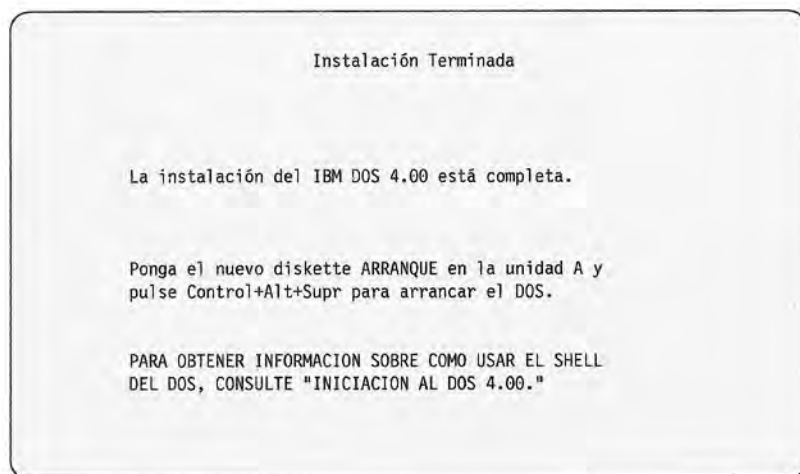 Instalación Terminada
La instalación del IBM DOS 4.00 está completa.
Ponga el nuevo diskette ARRANQUE en la unidad A y
pulse Control+Alt+Supr para arrancar el DOS.
PARA OBTENER INFORMACION SOBRE COMO USAR EL SHELL
DEL DOS, CONSULTE "INICIACION AL DOS 4.00."